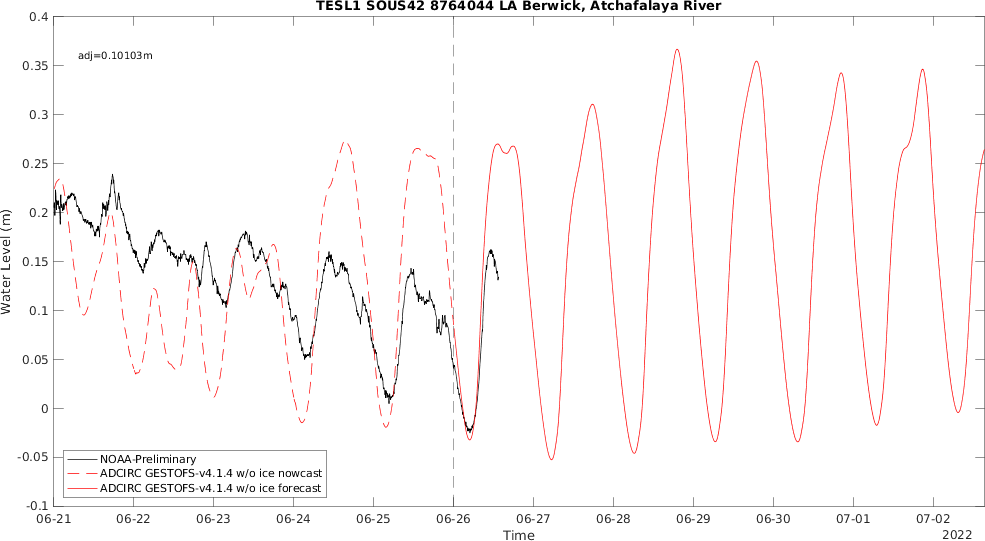 TESL1 SOUS42 8764044 LA Berwick, Atchafalaya River
adj=0.10103m
Water Level (m)
0.4
0.35
0.3
0.25
0.2
0.15
0.1
0.05
0
-0.05
-0.1
NOAA-Preliminary
ADCIRC GESTOFS-v4.1.4 w/o ice nowcast
ADCIRC GESTOFS-v4.1.4 w/o ice forecast
06-21 06-22 06-23 06-24 06-25 06-26 06-27 06-28 06-29 06-30 07-01 07-02
Time
2022